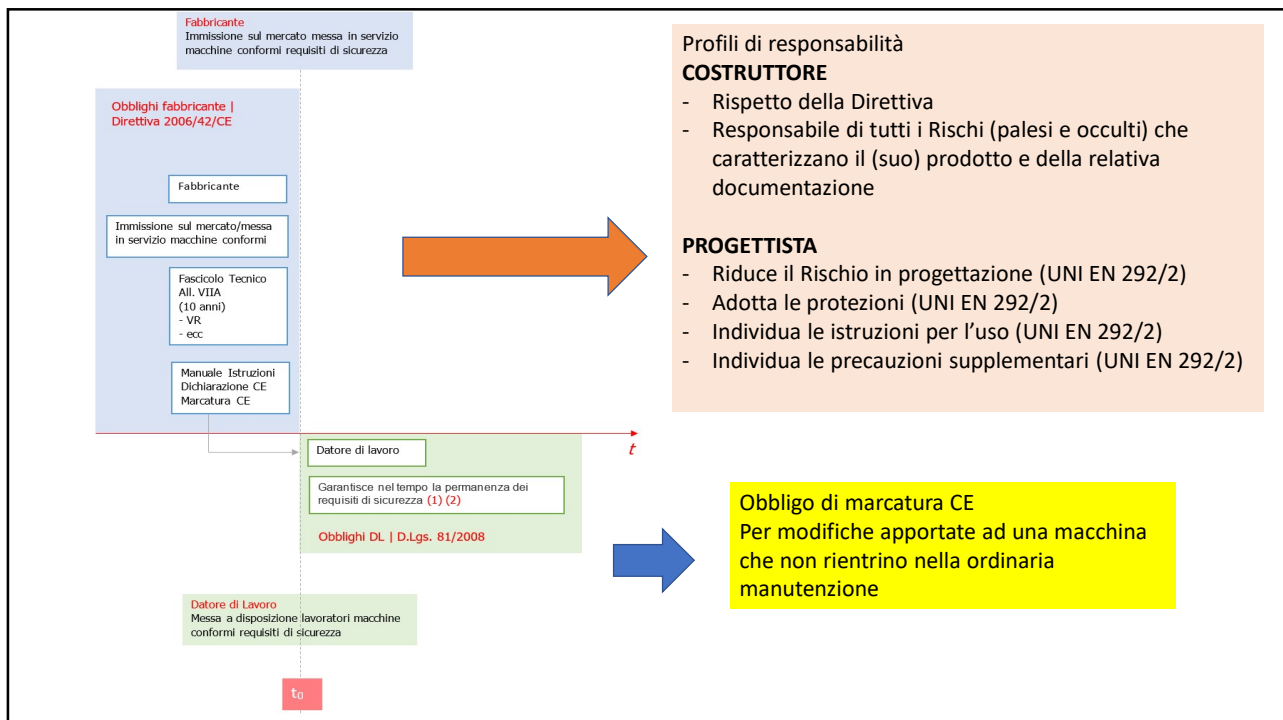 Fabbricante
Immissione sul mercato messa in servizio
macchine conformi requisiti di sicurezza
Obblighi fabbricante |
Direttiva 2006/42/CE
Fabbricante
Immissione sul mercato/messa
in servizio macchine conformi
Fascicolo Tecnico
All. VIIA
(10 anni)
- VR
- ecc
Manuale Istruzioni
Dichiarazione CE
Marcatura CE
t
Datore di lavoro
Garantisce nel tempo la permanenza dei
requisiti di sicurezza (1) (2)
Obblighi DL | D.Lgs. 81/2008
Datore di Lavoro
Messa a disposizione lavoratori macchine
conformi requisiti di sicurezza
t0
Profili di responsabilità
COSTRUTTORE
- Rispetto della Direttiva
- Responsabile di tutti i Rischi (palesi e occulti) che
caratterizzano il (suo) prodotto e della relativa
documentazione
PROGETTISTA
- Riduce il Rischio in progettazione (UNI EN 292/2)
- Adotta le protezioni (UNI EN 292/2)
- Individua le istruzioni per l’uso (UNI EN 292/2)
- Individua le precauzioni supplementari (UNI EN 292/2)
Obbligo di marcatura CE
Per modifiche apportate ad una macchina
che non rientrino nella ordinaria
manutenzione